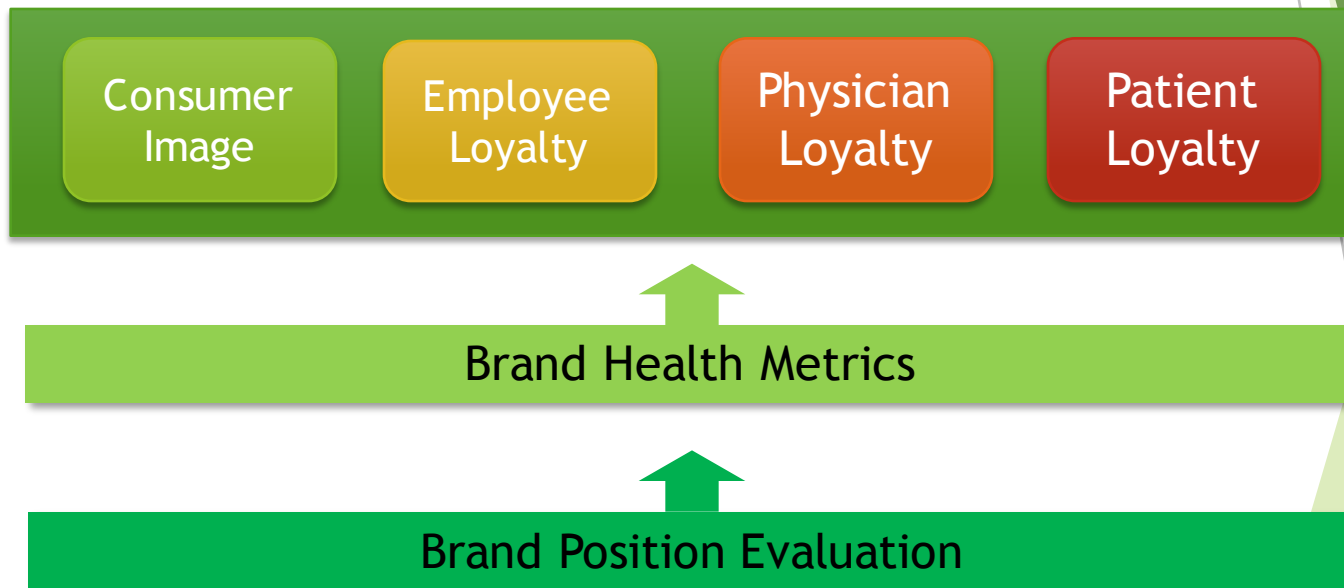 Consumer
Image
Employee
Loyalty
Physician
Loyalty
Patient
Loyalty
Brand Health Metrics
Brand Position Evaluation